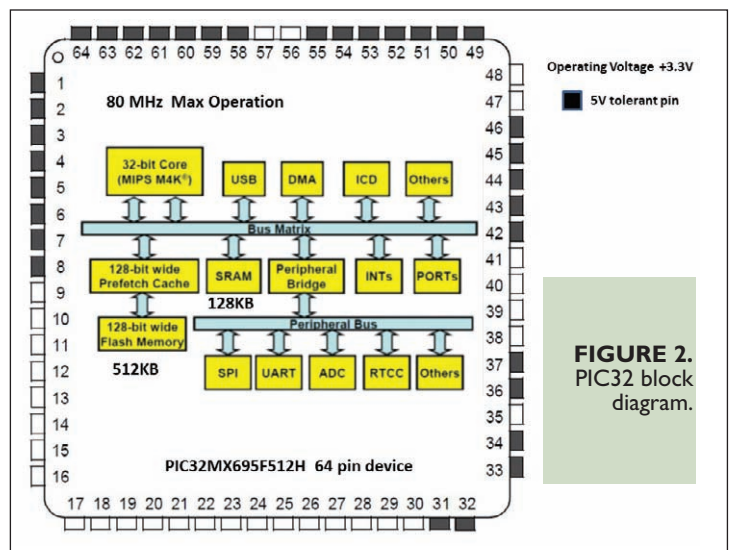 64 63 62 61 60 59 58 57 56 55 54 53 52 51 50 49
Operating Voltage +3.3V
5V tolerant pin
1
2
3
4
5
6
7
8
9
10
11
12
13
14
15
16
48
47
46
45
44
43
42
41
40
39
38
37
36
35
34
33
80 MHz Max Operation
32-bit Core
(MIPS M4K®)
USB
DMA
ICD
Others
Bus Matrix
128-bit wide
Prefetch Cache
SRAM
Peripheral
Bridge
INTs
PORTs
128KB
128-bit wide
Flash Memory
Peripheral Bus
512KB
SPI
UART
ADC
RTCC
Others
PIC32MX695F512H 64 pin device
17 18 19 20 21 22 23 24 25 26 27 28 29 30 31 32
FIGURE 2.
PIC32 block
diagram.